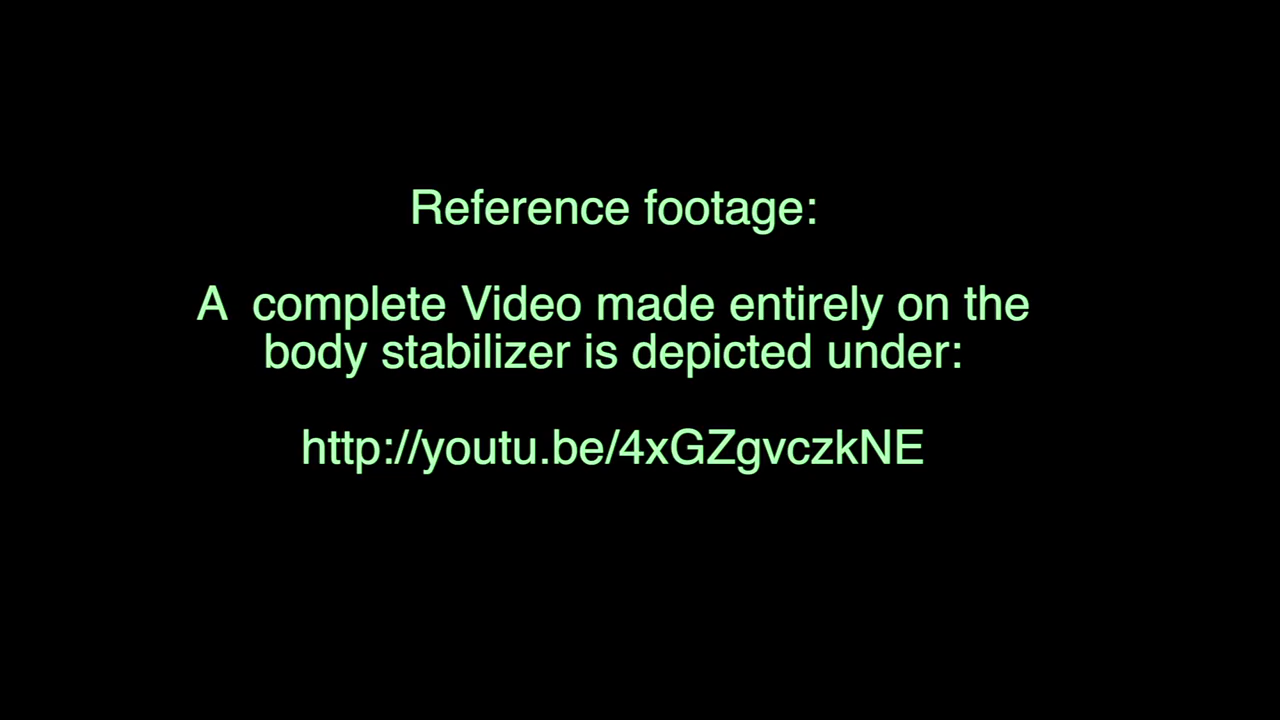 Reference footage:
A  complete Video made entirely on the
body stabilizer is depicted under:
http://youtu.be/4xGZgvczkNE